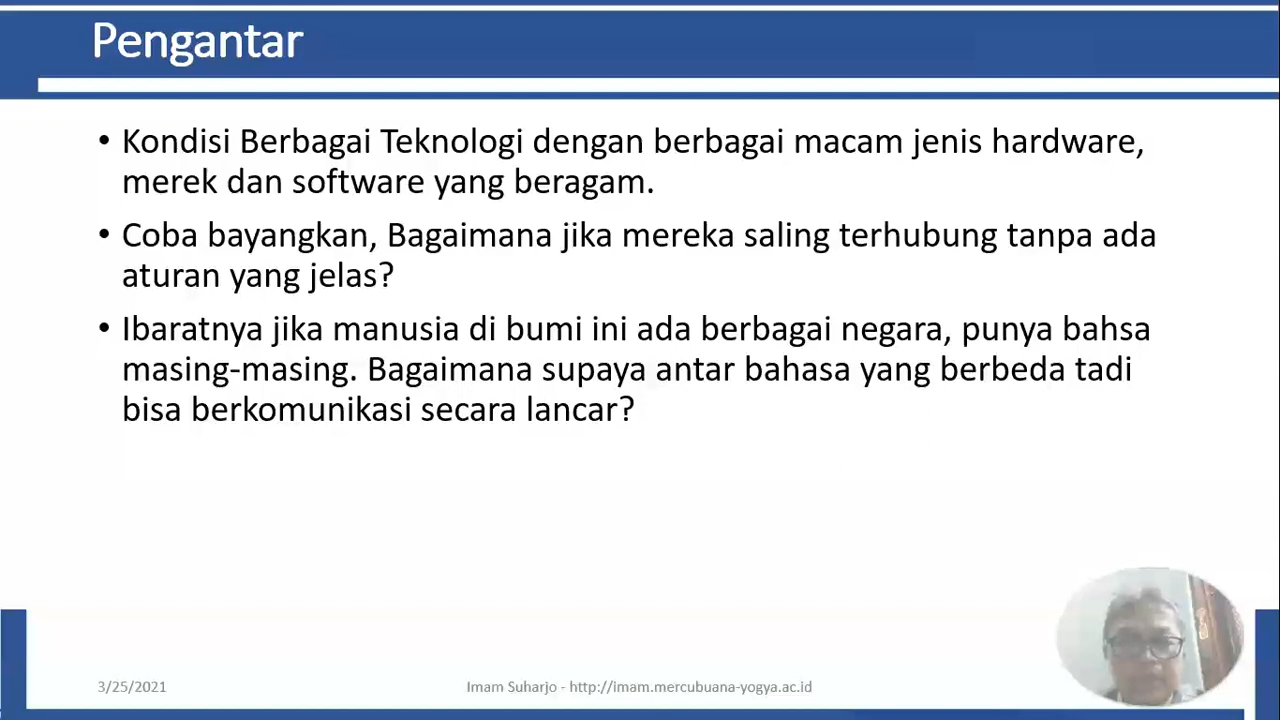 Pengantar
• Kondisi Berbagai Teknologi dengan berbagai macam jenis hardware,
merek dan software yang beragam.
• Coba bayangkan, Bagaimana jika mereka saling terhubung tanpa ada
aturan yang jelas?
• Ibaratnya jika manusia di bumi ini ada berbagai negara, punya bahsa
masing-masing. Bagaimana supaya antar bahasa yang berbeda tadi
bisa berkomunikasi secara lancar?
3/25/2021
Imam Suharjo - http://imam.mercubuana-yogya.ac.id